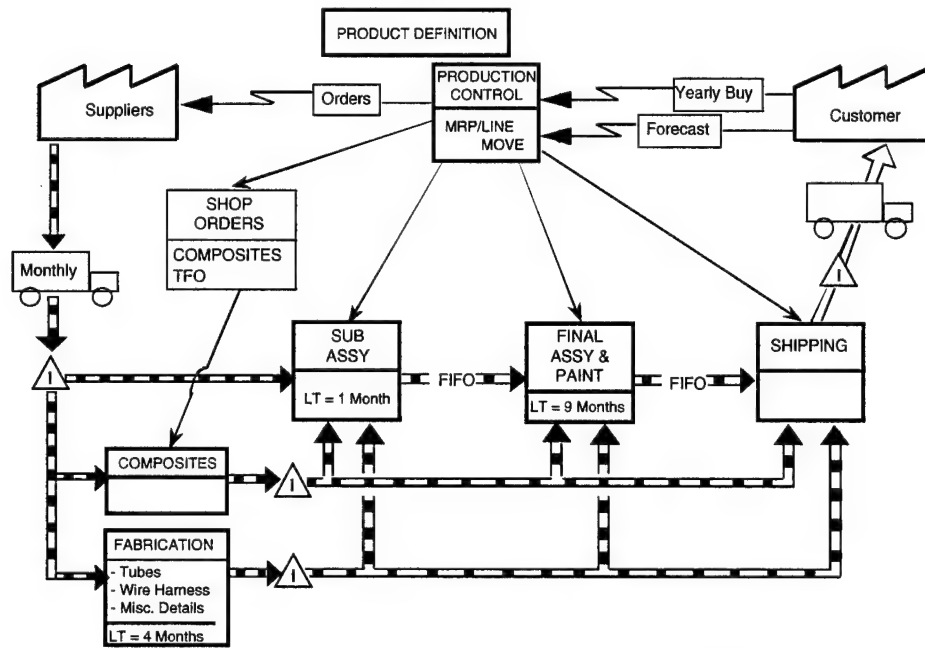 PRODUCT DEFINITION
Suppliers
Orders
PRODUCTION
CONTROL
MRP/LINE
MOVE
Yearly Buy
Forecast
Customer
SHOP
ORDERS
COMPOSITES
TFO
Monthly
I
I
SUB
ASSY
LT = 1 Month
FIFO
FINAL
ASSY &
PAINT
LT = 9 Months
FIFO
SHIPPING
COMPOSITES
I
FABRICATION
- Tubes
- Wire Harness
- Misc. Details
LT = 4 Months
I